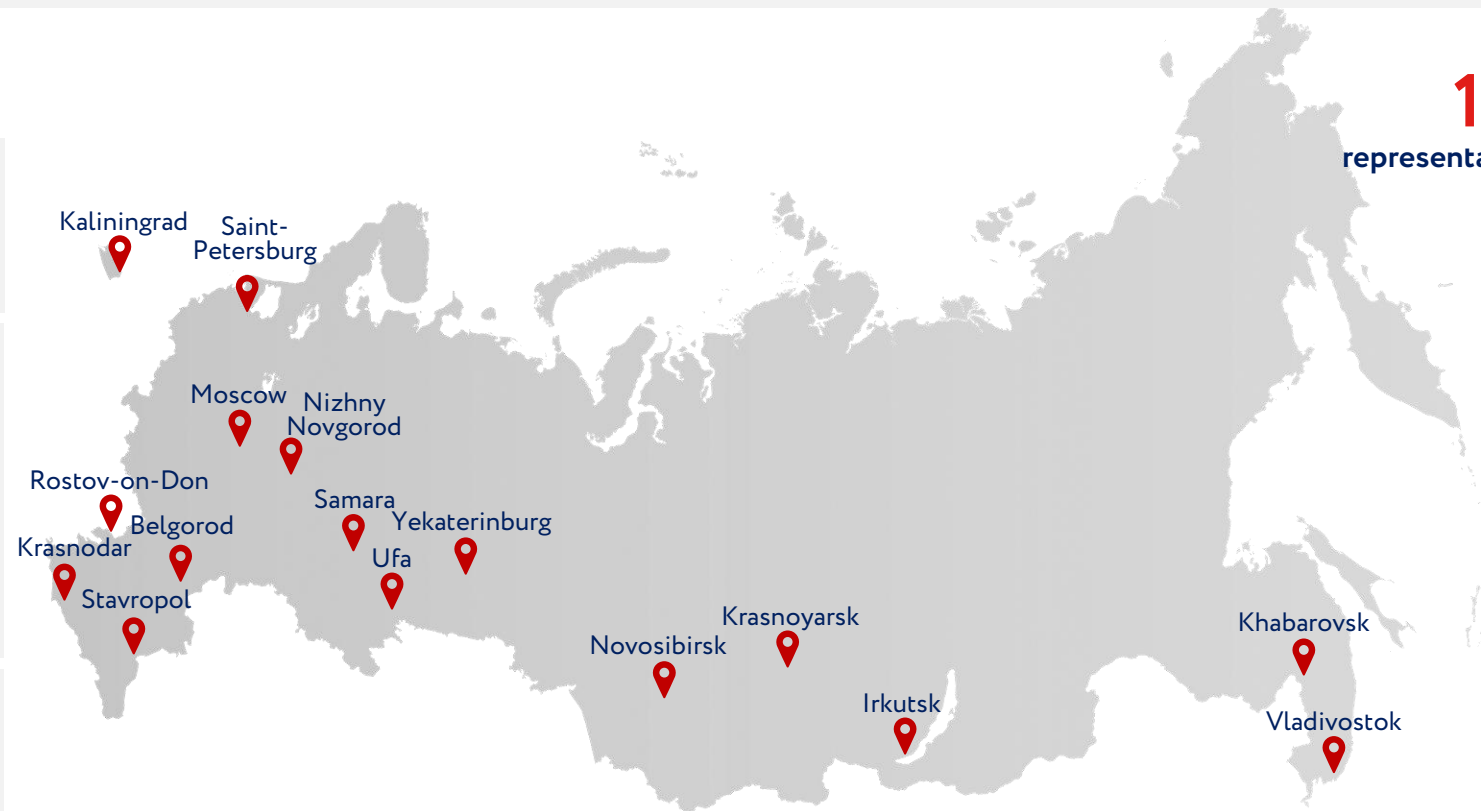 1
Kaliningrad
Saint-
Petersburg
Moscow
Nizhny
Novgorod
Rostov-on-Don
Samara
Belgorod
Yekaterinburg
Krasnodar
Ufa
Stavropol
Krasnoyarsk
Novosibirsk
Khabarovsk
Irkutsk
Vladivostok